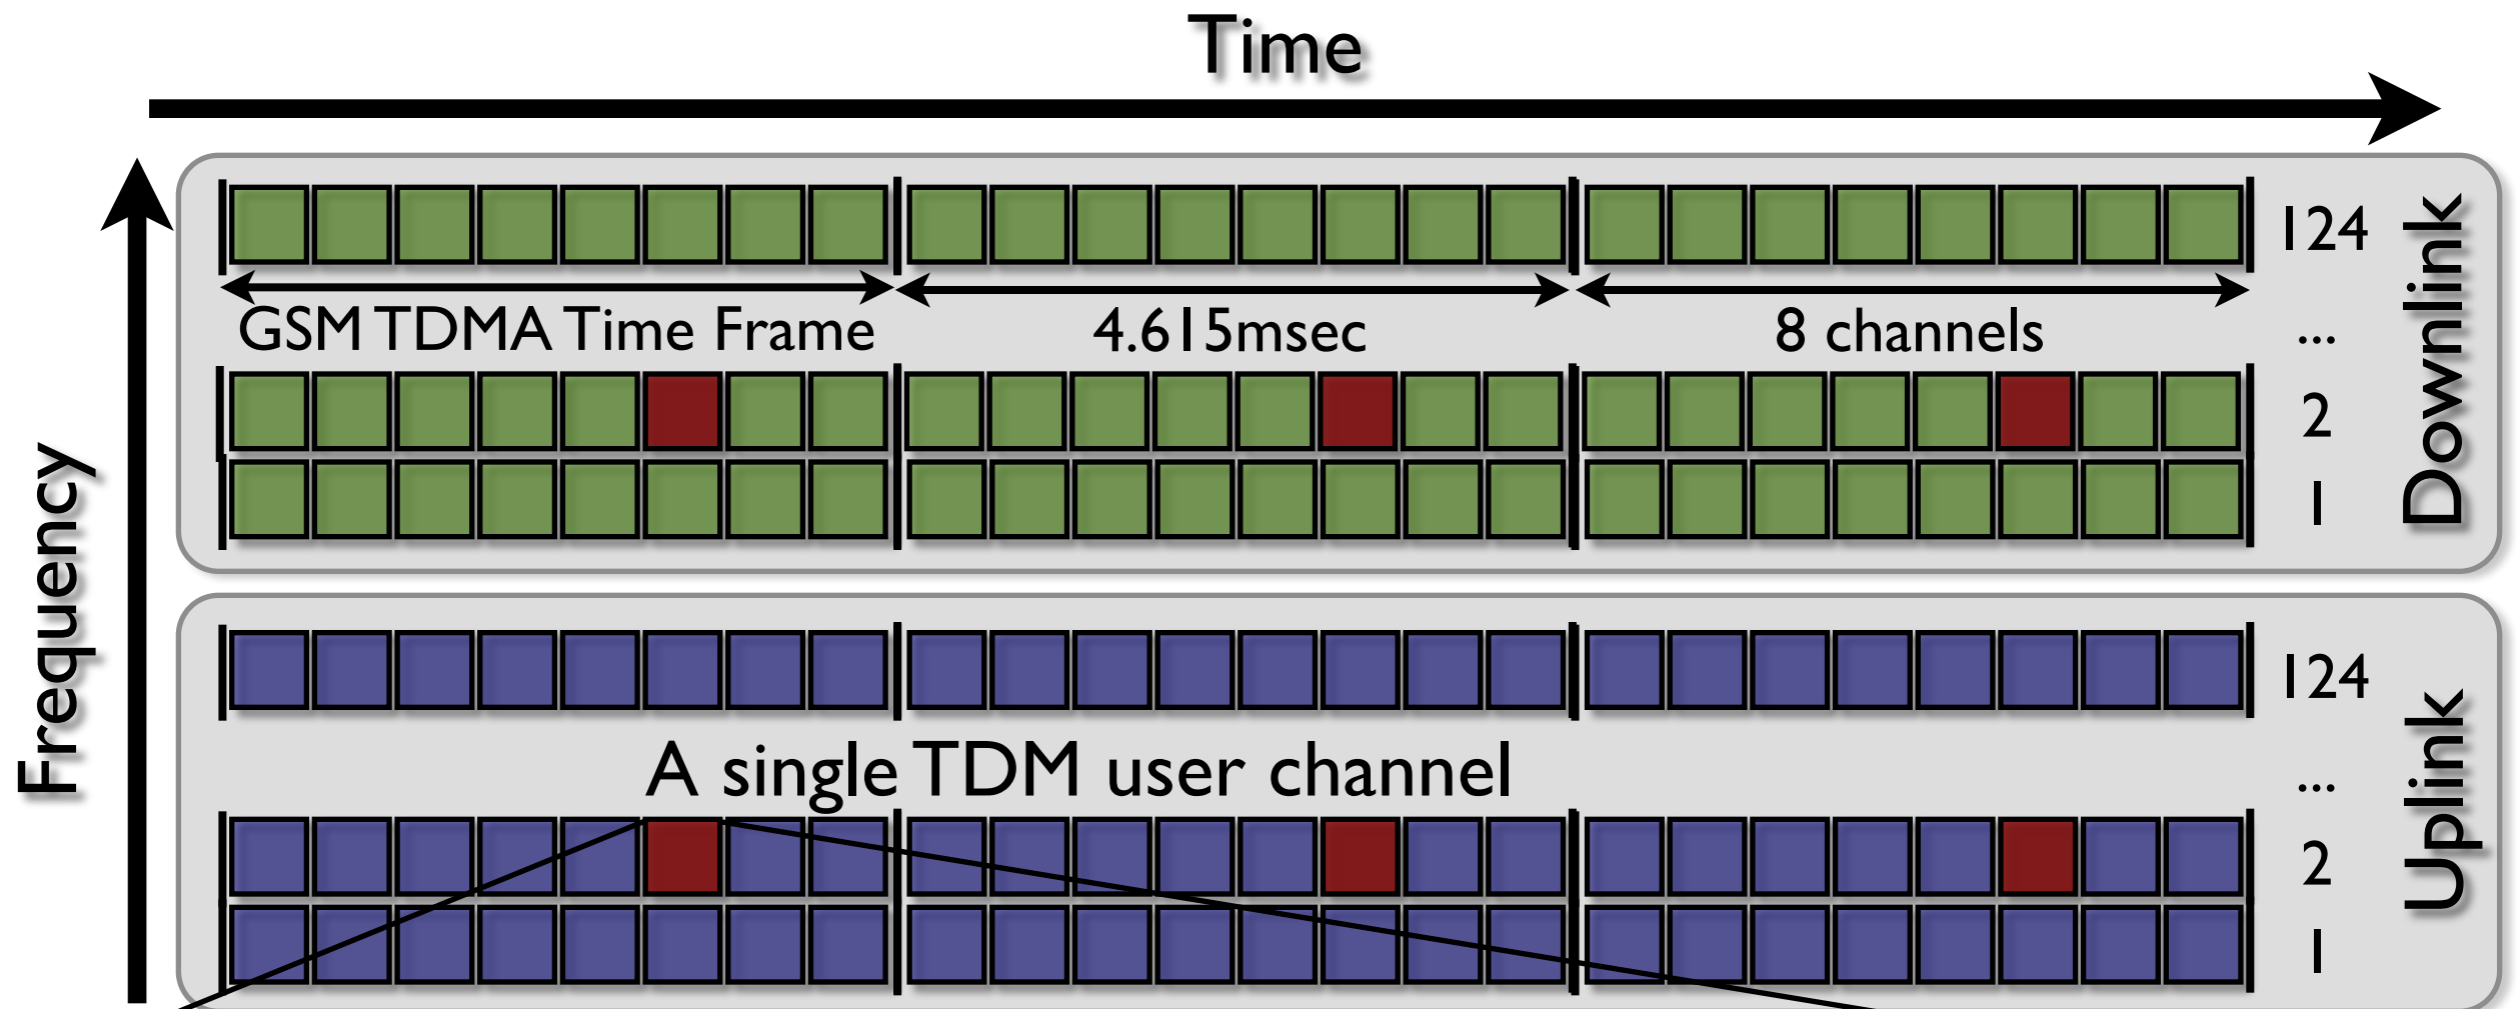 Time
Frequency
124
GSM TDMA Time Frame
4.615msec
8 channels
...
2
1
Downlink
124
A single TDM user channel
...
2
1
Uplink